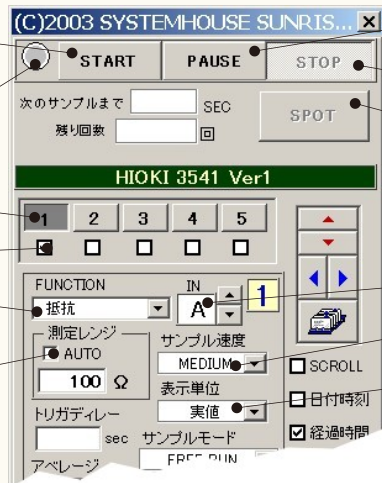 (C)2003 SYSTEMHOUSE SUNRIS...
START PAUSE STOP
次のサンプルまで SEC
残り回数 回
SPOT
HIOKI 3541 Ver1
1 2 3 4 5
FUNCTION IN
抵抗 A 1
測定レンジ サンプル速度
AUTO MEDIUM
SCROLL
100 Ω 表示単位
日付時刻
トリガディレー 実値
sec サンプルモード
経過時間
アベレージ FREE RUN